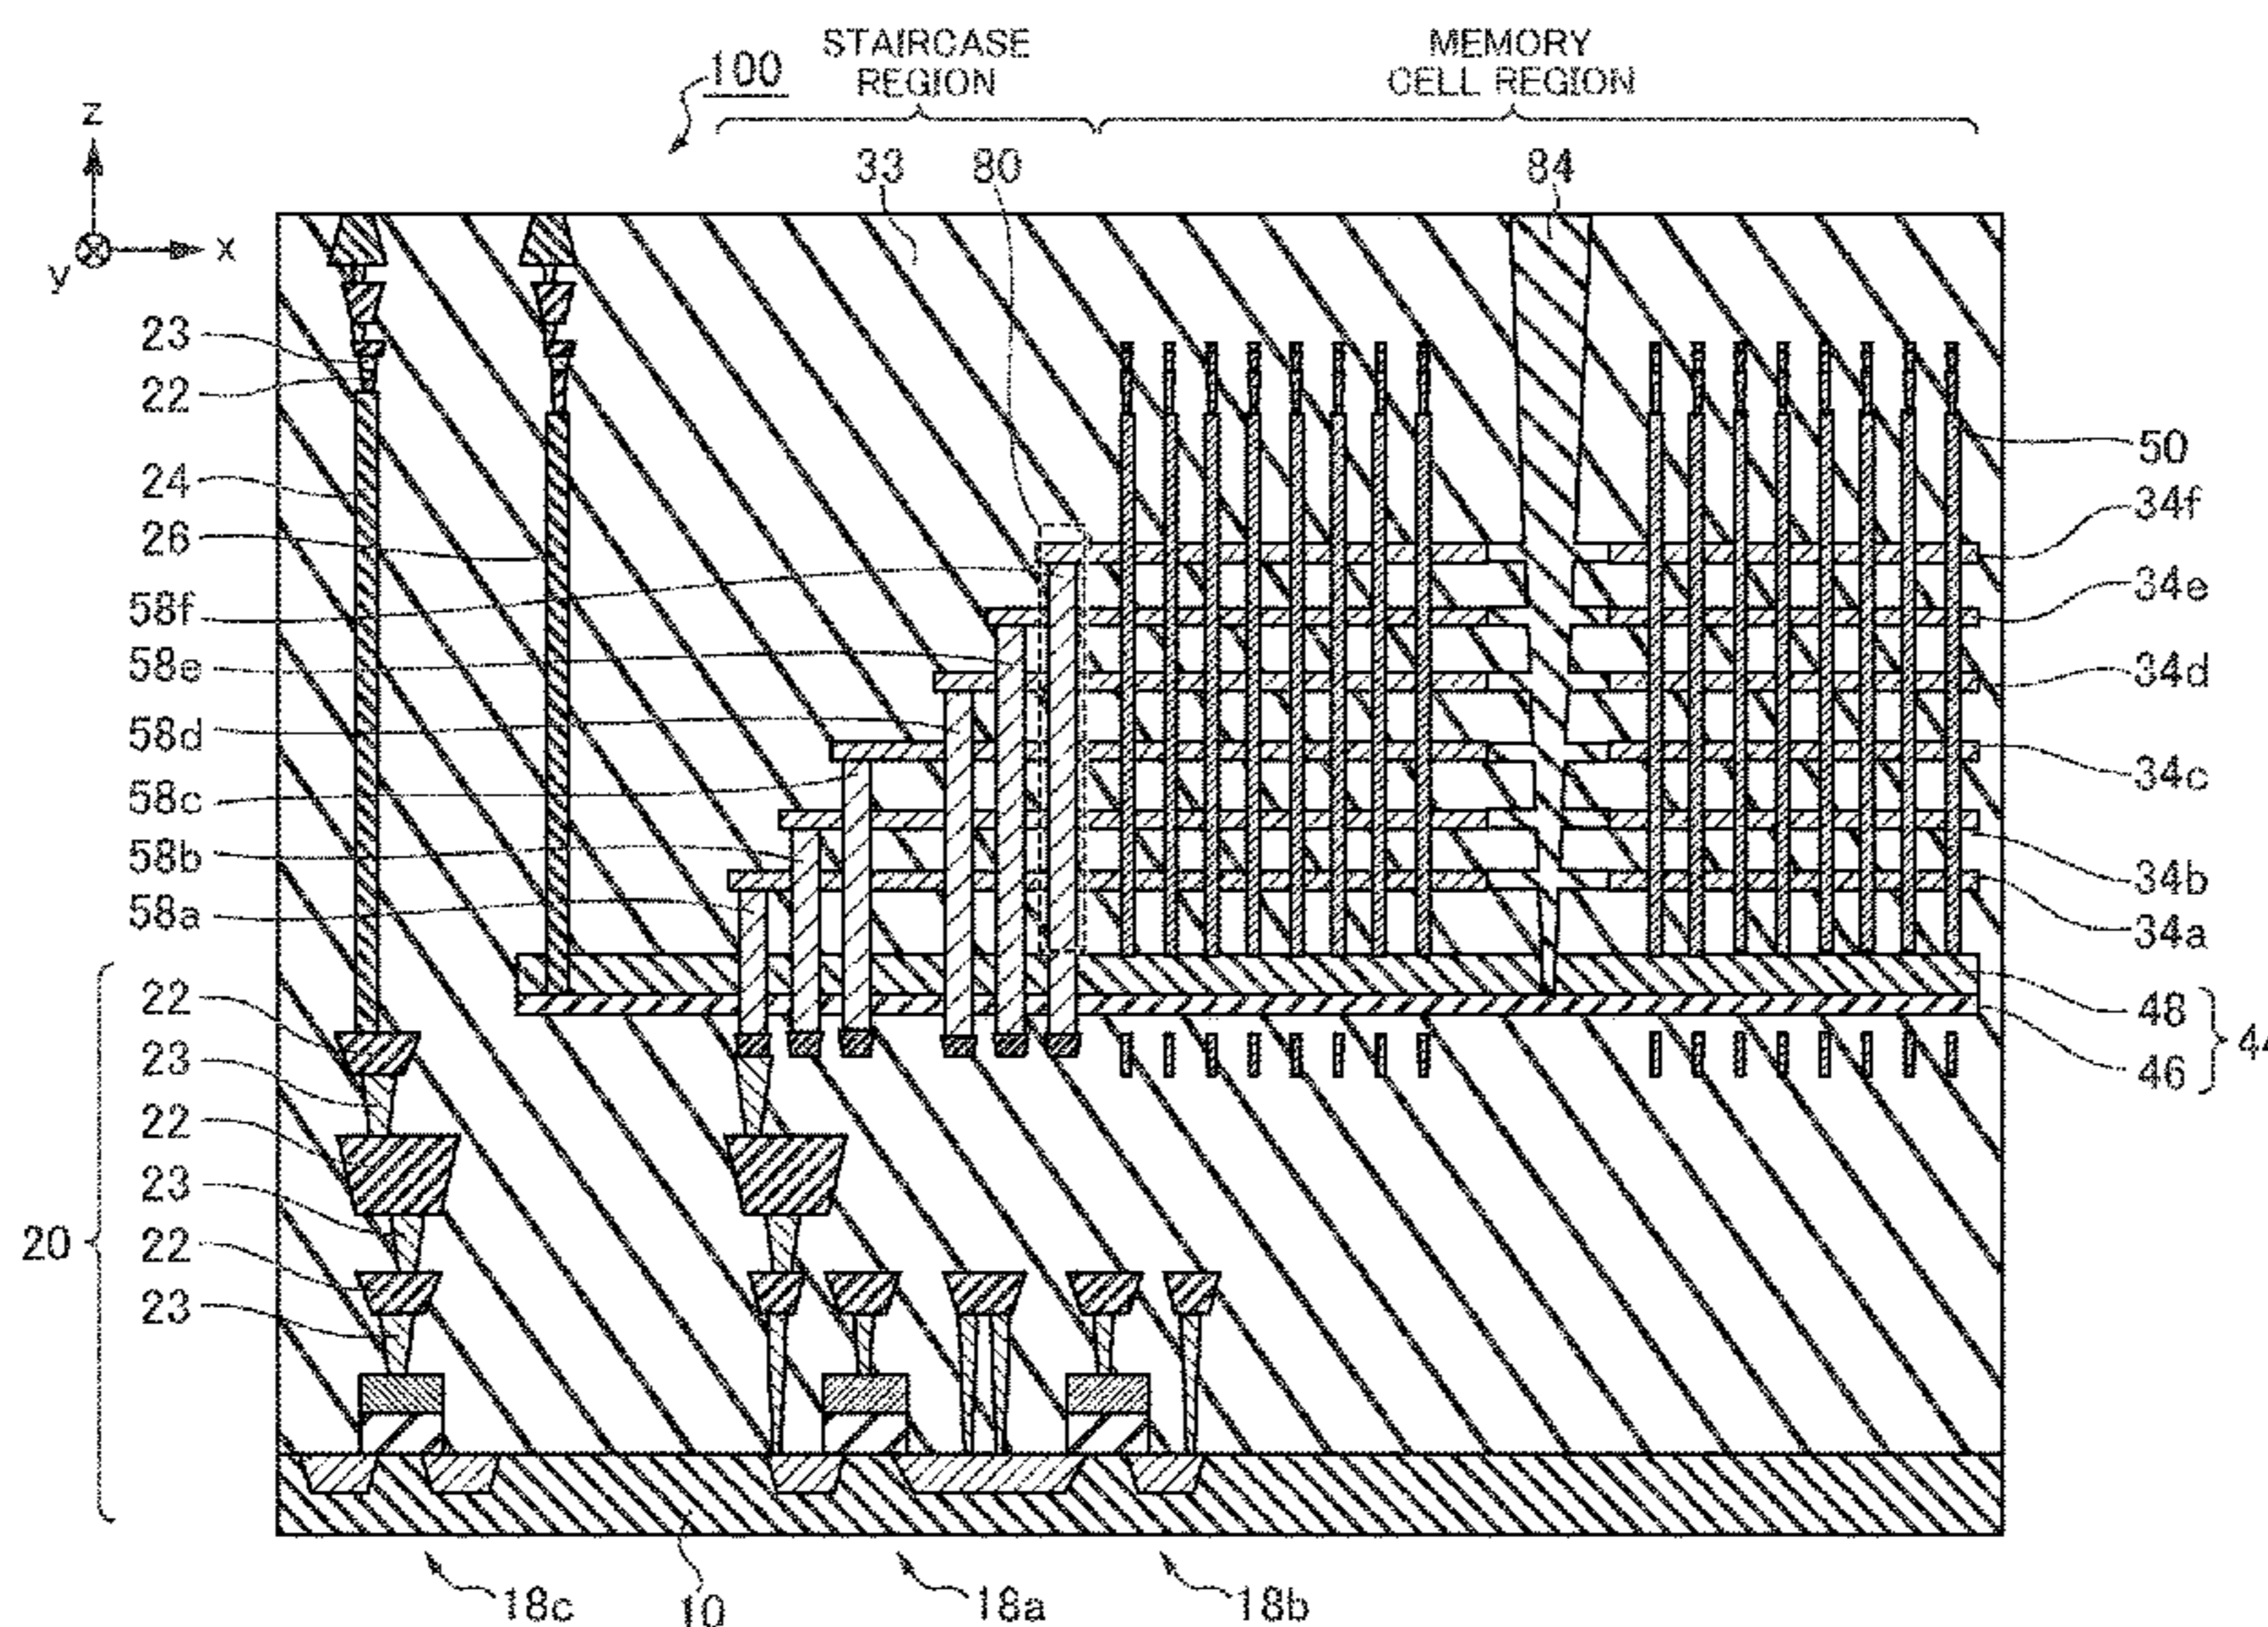 STAIRCASE
REGION
MEMORY
CELL REGION
100
z
x
y
33
80
84
23
22
24
26
58f
58e
58d
58c
58b
58a
50
34f
34e
34d
34c
34b
34a
48
46
22
23
22
23
22
23
20
18c
10
18a
18b